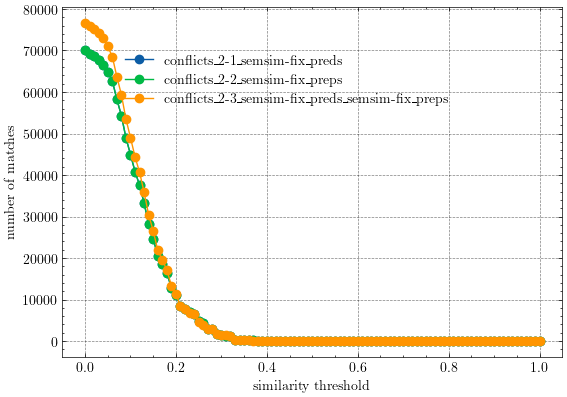 80000
70000
60000
50000
40000
30000
20000
10000
0
number of matches
conflicts_2-1_semsim-fix_preds
conflicts_2-2_semsim-fix_preps
conflicts_2-3_semsim-fix_preds_semsim-fix_preps
0.0 0.2 0.4 0.6 0.8 1.0
similarity threshold